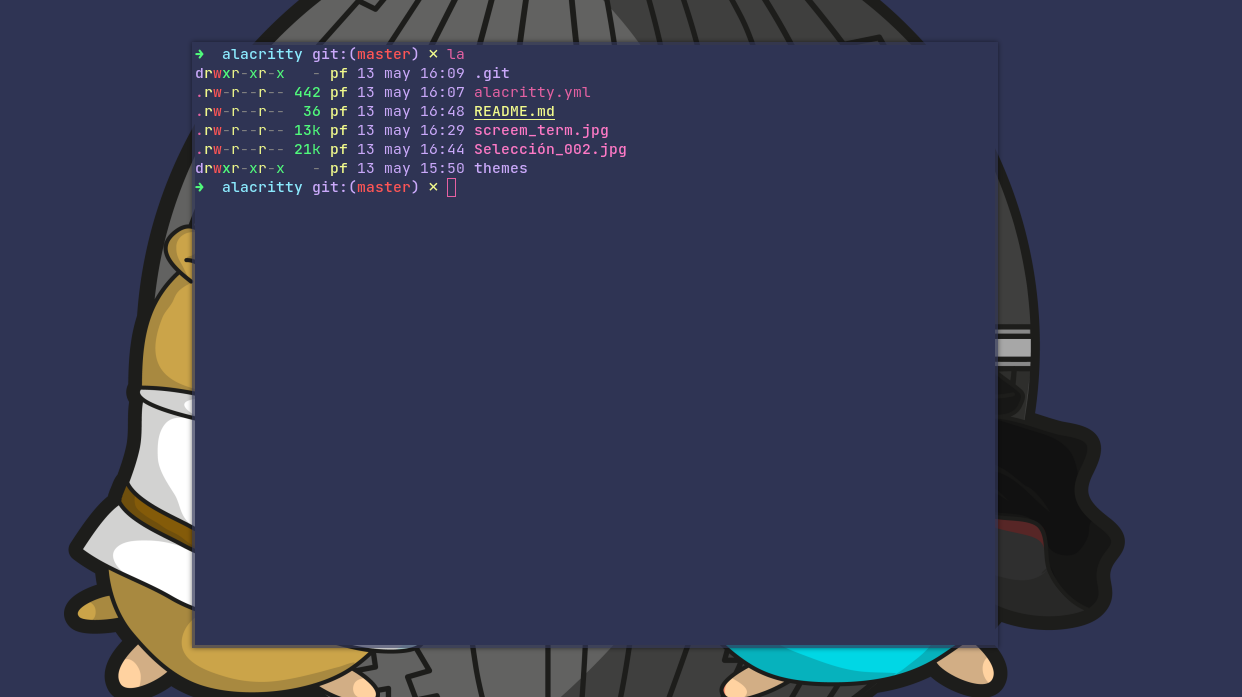 ➜  alacritty git:(master) ✗ la
drwxr-xr-x   - pf 13 may 16:09 .git
.rw-r--r-- 442 pf 13 may 16:07 alacritty.yml
.rw-r--r--  36 pf 13 may 16:48 README.md
.rw-r--r-- 13k pf 13 may 16:29 screem_term.jpg
.rw-r--r-- 21k pf 13 may 16:44 Selección_002.jpg
drwxr-xr-x   - pf 13 may 15:50 themes
➜  alacritty git:(master) ✗